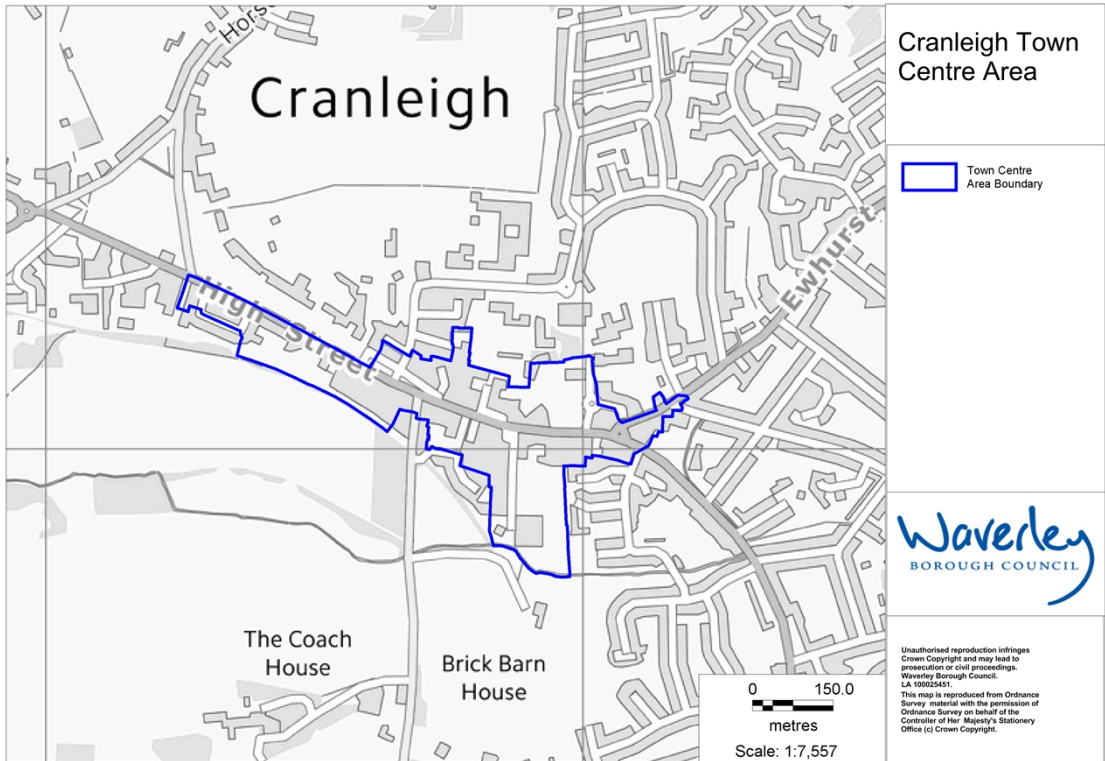 Hors
Cranleigh
High Street
Ewhurst
The Coach
House
Brick Barn
House
0 150.0
metres
Scale: 1:7,557
Cranleigh Town
Centre Area
Town Centre
Area Boundary
Waverley
BOROUGH COUNCIL
Unauthorised reproduction infringes
Crown Copyright and may lead to
prosecution or civil proceedings.
Waverley Borough Council.
LA 100025451.
This map is reproduced from Ordnance
Survey material with the permission of
Ordnance Survey on behalf of the
Controller of Her Majesty's Stationery
Office (c) Crown Copyright.